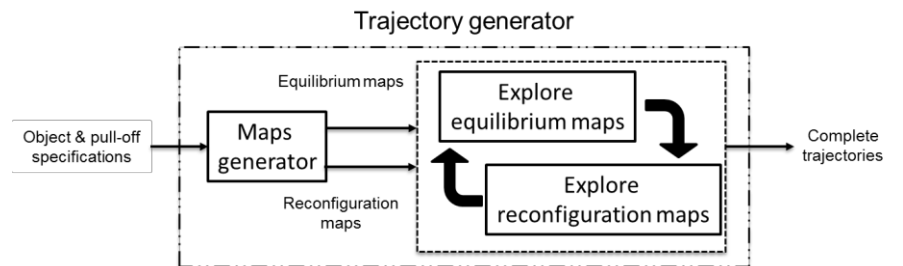 Trajectory generator
Object & pull-off
specifications
Maps
generator
Equilibrium maps
Reconfiguration
maps
Explore
equilibrium maps
Explore
reconfiguration maps
Complete
trajectories